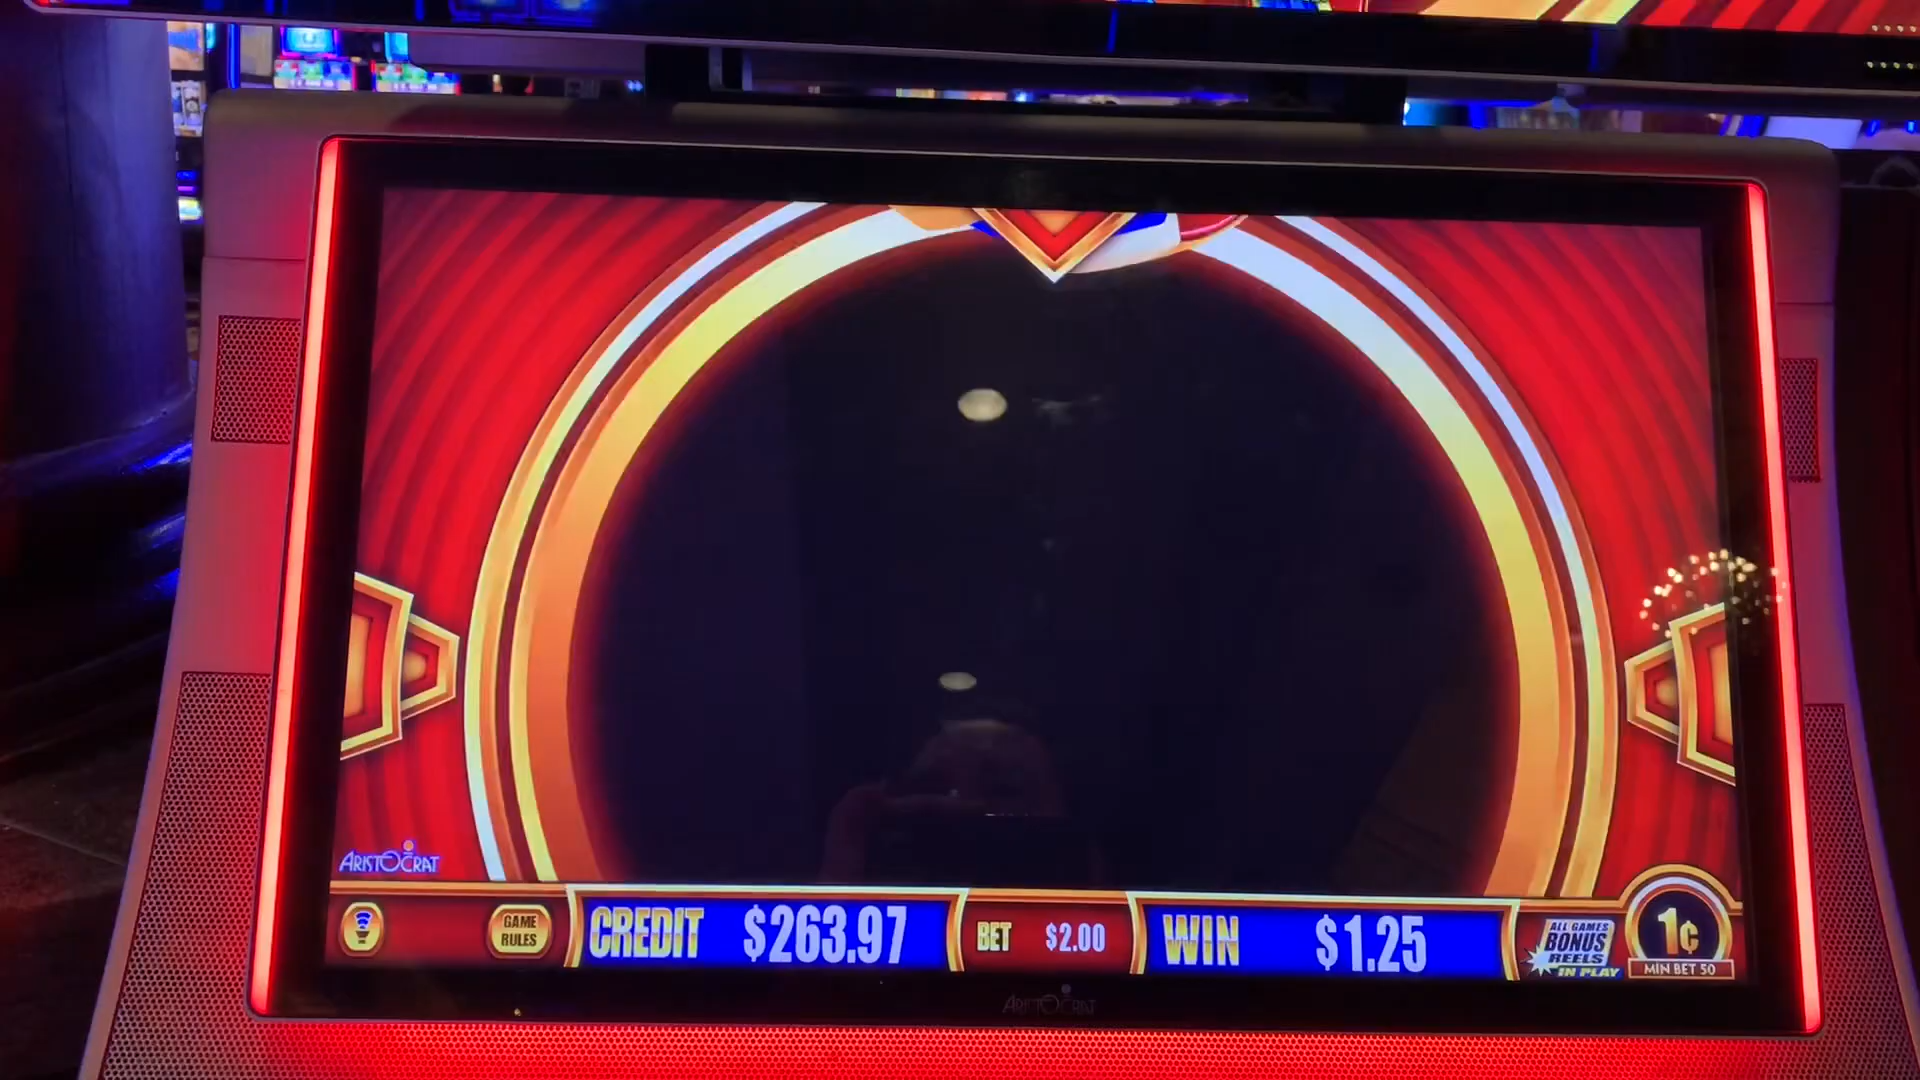 ARISTOCRAT
GAME
RULES
CREDIT $263.97
BET $2.00
WIN $1.25
ALL GAMES
BONUS
REELS
IN PLAY
1¢
MIN BET 50
ARISTOCRAT